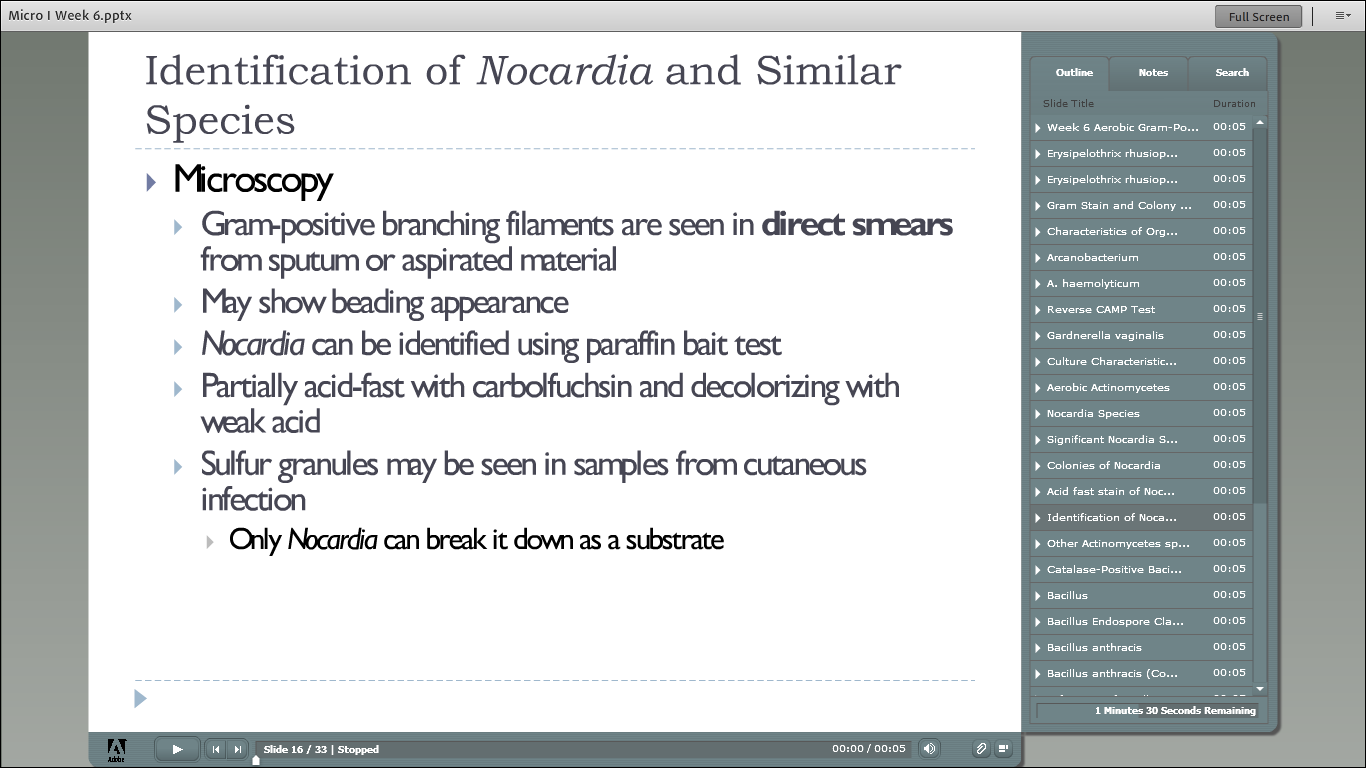 Micro I Week 6.pptx
Full Screen
Identification of Nocardia and Similar
Species
Microscopy
Gram-positive branching filaments are seen in direct smears
from sputum or aspirated material
May show beading appearance
Nocardia can be identified using paraffin bait test
Partially acid-fast with carbolfuchsin and decolorizing with
weak acid
Sulfur granules may be seen in samples from cutaneous
infection
Only Nocardia can break it down as a substrate
Outline Notes Search
Slide Title Duration
Week 6 Aerobic Gram-Po... 00:05
Erysipelothrix rhusiop... 00:05
Erysipelothrix rhusiop... 00:05
Gram Stain and Colony ... 00:05
Characteristics of Org... 00:05
Arcanobacterium 00:05
A. haemolyticum 00:05
Reverse CAMP Test 00:05
Gardnerella vaginalis 00:05
Culture Characteristic... 00:05
Aerobic Actinomycetes 00:05
Nocardia Species 00:05
Significant Nocardia S... 00:05
Colonies of Nocardia 00:05
Acid fast stain of Noc... 00:05
Identification of Noca... 00:05
Other Actinomycetes sp... 00:05
Catalase-Positive Baci... 00:05
Bacillus 00:05
Bacillus Endospore Cla... 00:05
Bacillus anthracis 00:05
Bacillus anthracis (Co... 00:05
1 Minutes 30 Seconds Remaining
Adobe
Slide 16 / 33 | Stopped
00:00 / 00:05